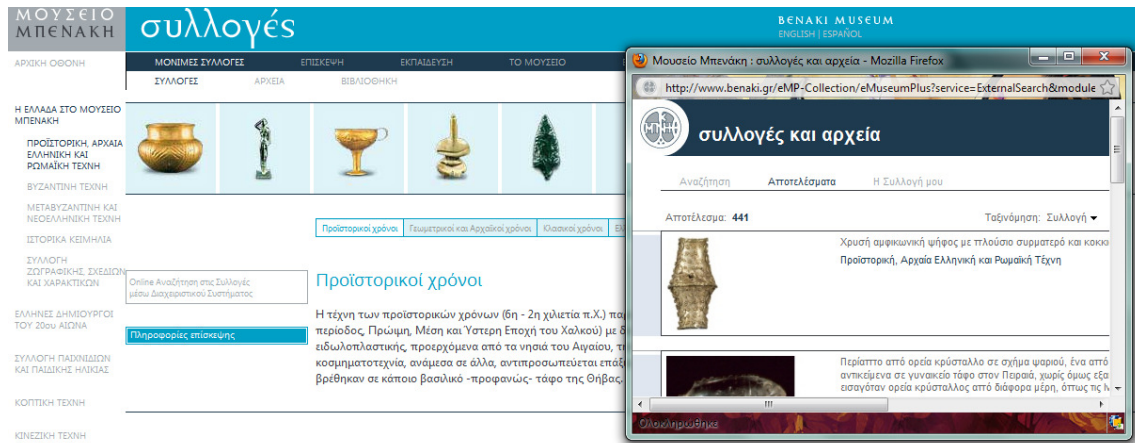 ΜΟΥΣΕΙΟ
ΜΠΕΝΑΚΗ
συλλογές
BENAKI MUSEUM
ENGLISH | ESPAÑOL
ΑΡΧΙΚΗ ΟΘΟΝΗ
ΜΟΝΙΜΕΣ ΣΥΛΛΟΓΕΣ
ΕΠΙΣΚΕΨΗ
ΕΚΠΑΙΔΕΥΣΗ
ΤΟ ΜΟΥΣΕΙΟ
ΣΥΛΛΟΓΕΣ
ΑΡΧΕΙΑ
ΒΙΒΛΙΟΘΗΚΗ
Η ΕΛΛΑΔΑ ΣΤΟ ΜΟΥΣΕΙΟ
ΜΠΕΝΑΚΗ
ΠΡΟΪΣΤΟΡΙΚΗ, ΑΡΧΑΙΑ
ΕΛΛΗΝΙΚΗ ΚΑΙ
ΡΩΜΑΪΚΗ ΤΕΧΝΗ
ΒΥΖΑΝΤΙΝΗ ΤΕΧΝΗ
ΜΕΤΑΒΥΖΑΝΤΙΝΗ ΚΑΙ
ΝΕΟΕΛΛΗΝΙΚΗ ΤΕΧΝΗ
ΙΣΤΟΡΙΚΑ ΚΕΙΜΗΛΙΑ
ΣΥΛΛΟΓΗ
ΖΩΓΡΑΦΙΚΗΣ, ΣΧΕΔΙΩΝ
ΚΑΙ ΧΑΡΑΚΤΙΚΩΝ
ΕΛΛΗΝΕΣ ΔΗΜΙΟΥΡΓΟΙ
ΤΟΥ 20ου ΑΙΩΝΑ
ΣΥΛΛΟΓΗ ΠΑΙΧΝΙΔΙΩΝ
ΚΑΙ ΠΑΙΔΙΚΗΣ ΗΛΙΚΙΑΣ
ΚΟΠΤΙΚΗ ΤΕΧΝΗ
ΚΙΝΕΖΙΚΗ ΤΕΧΝΗ
Προϊστορικοί χρόνοι
Γεωμετρικοί και Αρχαϊκοί χρόνοι
Κλασικοί χρόνοι
Online Αναζήτηση στις Συλλογές
μέσω Διαχειριστικού Συστήματος
Πληροφορίες επίσκεψης
Προϊστορικοί χρόνοι
Η τέχνη των προϊστορικών χρόνων (6η - 2η χιλιετία π.Χ.)
περίοδος, Πρώιμη, Μέση και Ύστερη Εποχή του Χαλκού) με
ειδωλοπλαστικής, προερχόμενα από τα νησιά του Αιγαίου,
κοσμηματοτεχνία, ανάμεσα σε άλλα, αντιπροσωπεύεται
βρέθηκαν σε κάποιο βασιλικό -προφανώς- τάφο της Θήβας.
Μουσείο Μπενάκη : συλλογές και αρχεία - Mozilla Firefox
http://www.benaki.gr/eMP-Collection/eMuseumPlus?service=ExternalSearch&module
συλλογές και αρχεία
Αναζήτηση
Αποτελέσματα
Η Συλλογή μου
Αποτέλεσμα: 441
Ταξινόμηση: Συλλογή
Χρυσή αμφικωνική ψήφος με πλούσιο συρματερό και
Προϊστορική, Αρχαία Ελληνική και Ρωμαϊκή Τέχνη
Περίαπτο από ορεία κρύσταλλο σε σχήμα ψαριού, ένα από
αντικείμενα σε γυναικείο τάφο στον Πειραιά, χωρίς όμως
εισαγόταν ορεία κρύσταλλος από διάφορα μέρη, όπως τις
Ολοκληρώθηκε